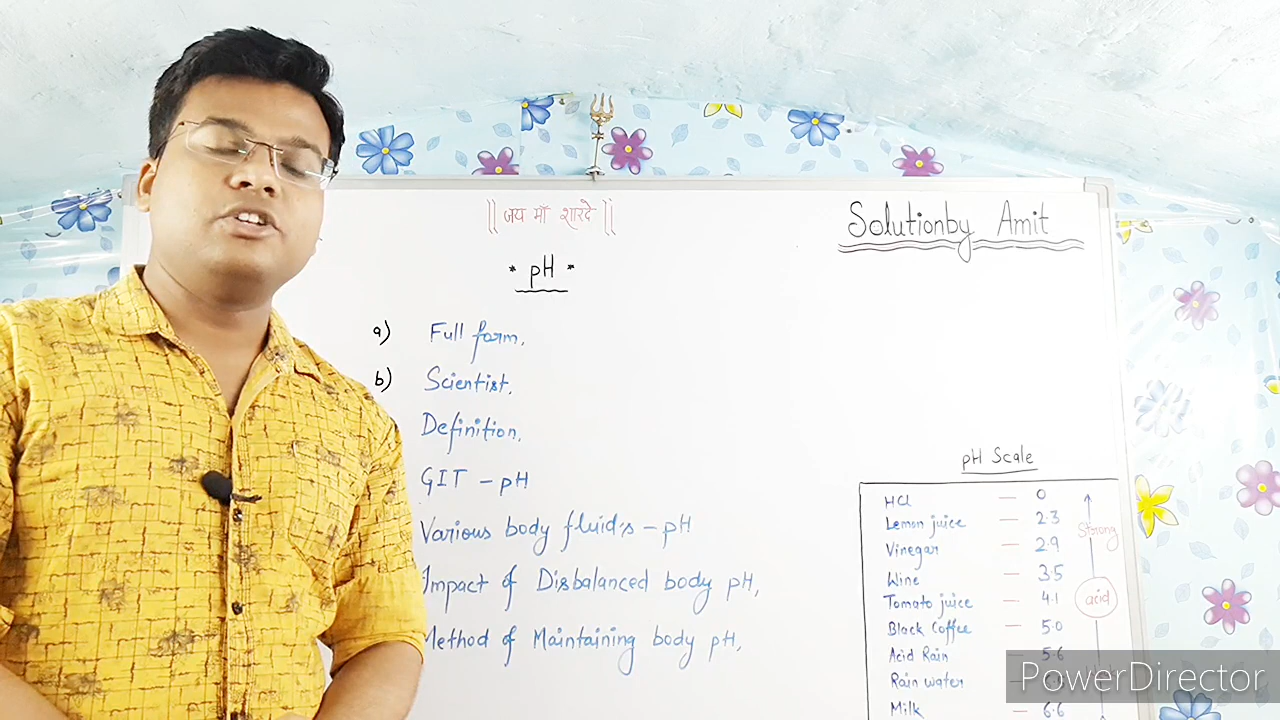 || जय माँ शारदे ||
Solutionby Amit
* pH *
a) Full form.
b) Scientist.
Definition.
GIT - pH
Various body fluid's - pH
Impact of Disbalanced body pH,
Method of Maintaining body pH,
pH Scale
HCl — 0
Lemon juice — 2.3
Vinegar — 2.9
Wine — 3.5
Tomato juice — 4.1
Black Coffee — 5.0
Acid Rain — 5.6
Rain water —
Milk — 6.6
Strong
acid
PowerDirector